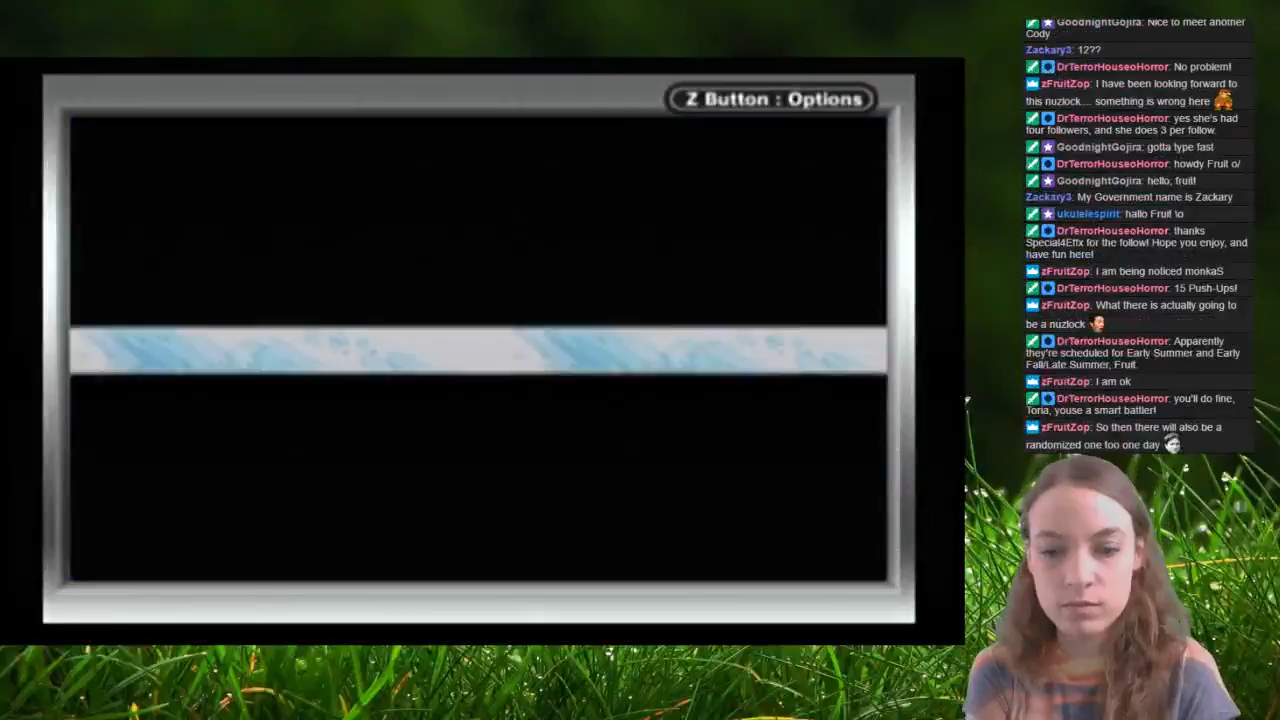 Z Button : Options
GoodnightGojira: Nice to meet another
Cody
Zackary3: 12??
DrTerrorHouseoHorror: No problem!
zFruitZop: I have been looking forward to
this nuzlock.... something is wrong here
DrTerrorHouseoHorror: yes she's had
four followers, and she does 3 per follow.
GoodnightGojira: gotta type fast
DrTerrorHouseoHorror: howdy Fruit o/
GoodnightGojira: hello, fruit!
Zackary3: My Government name is Zackary
ukulelespirit: hallo Fruit \o
DrTerrorHouseoHorror: thanks
Special4Effx for the follow! Hope you enjoy, and
have fun here!
zFruitZop: I am being noticed monkaS
DrTerrorHouseoHorror: 15 Push-Ups!
zFruitZop: What there is actually going to
be a nuzlock
DrTerrorHouseoHorror: Apparently
they're scheduled for Early Summer and Early
Fall/Late Summer, Fruit
zFruitZop: I am ok
DrTerrorHouseoHorror: you'll do fine,
Toria, youse a smart battler!
zFruitZop: So then there will also be a
randomized one too one day